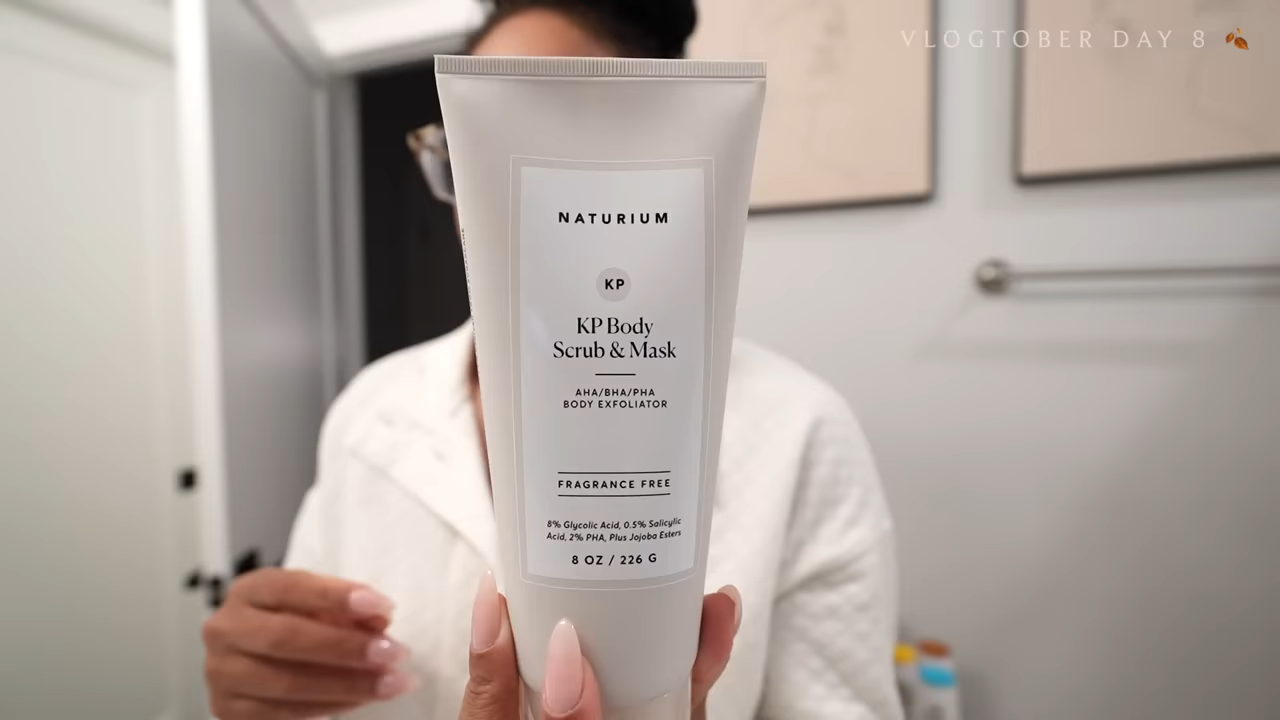 VLOGTOBER DAY 8 🍂
NATURIUM
KP
KP Body
Scrub & Mask
AHA/BHA/PHA
BODY EXFOLIATOR
FRAGRANCE FREE
8% Glycolic Acid, 0.5% Salicylic
Acid, 2% PHA, Plus Jojoba Esters
8 OZ / 226 G